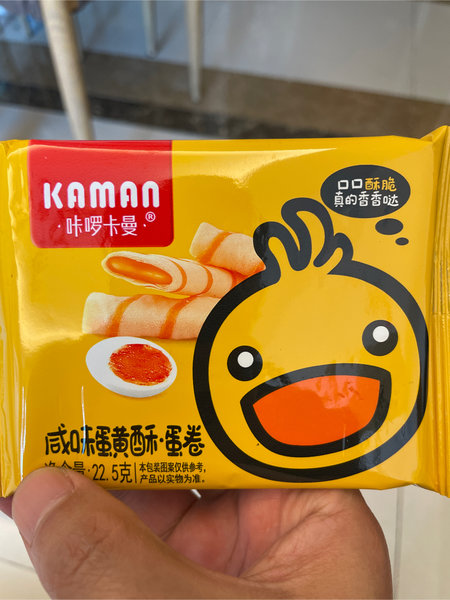 KAMAN
咔啰卡曼®
口口酥脆
真的香香哒
咸味蛋黄酥·蛋卷
净含量:22.5克
本包装图案仅供参考,
产品以实物为准。